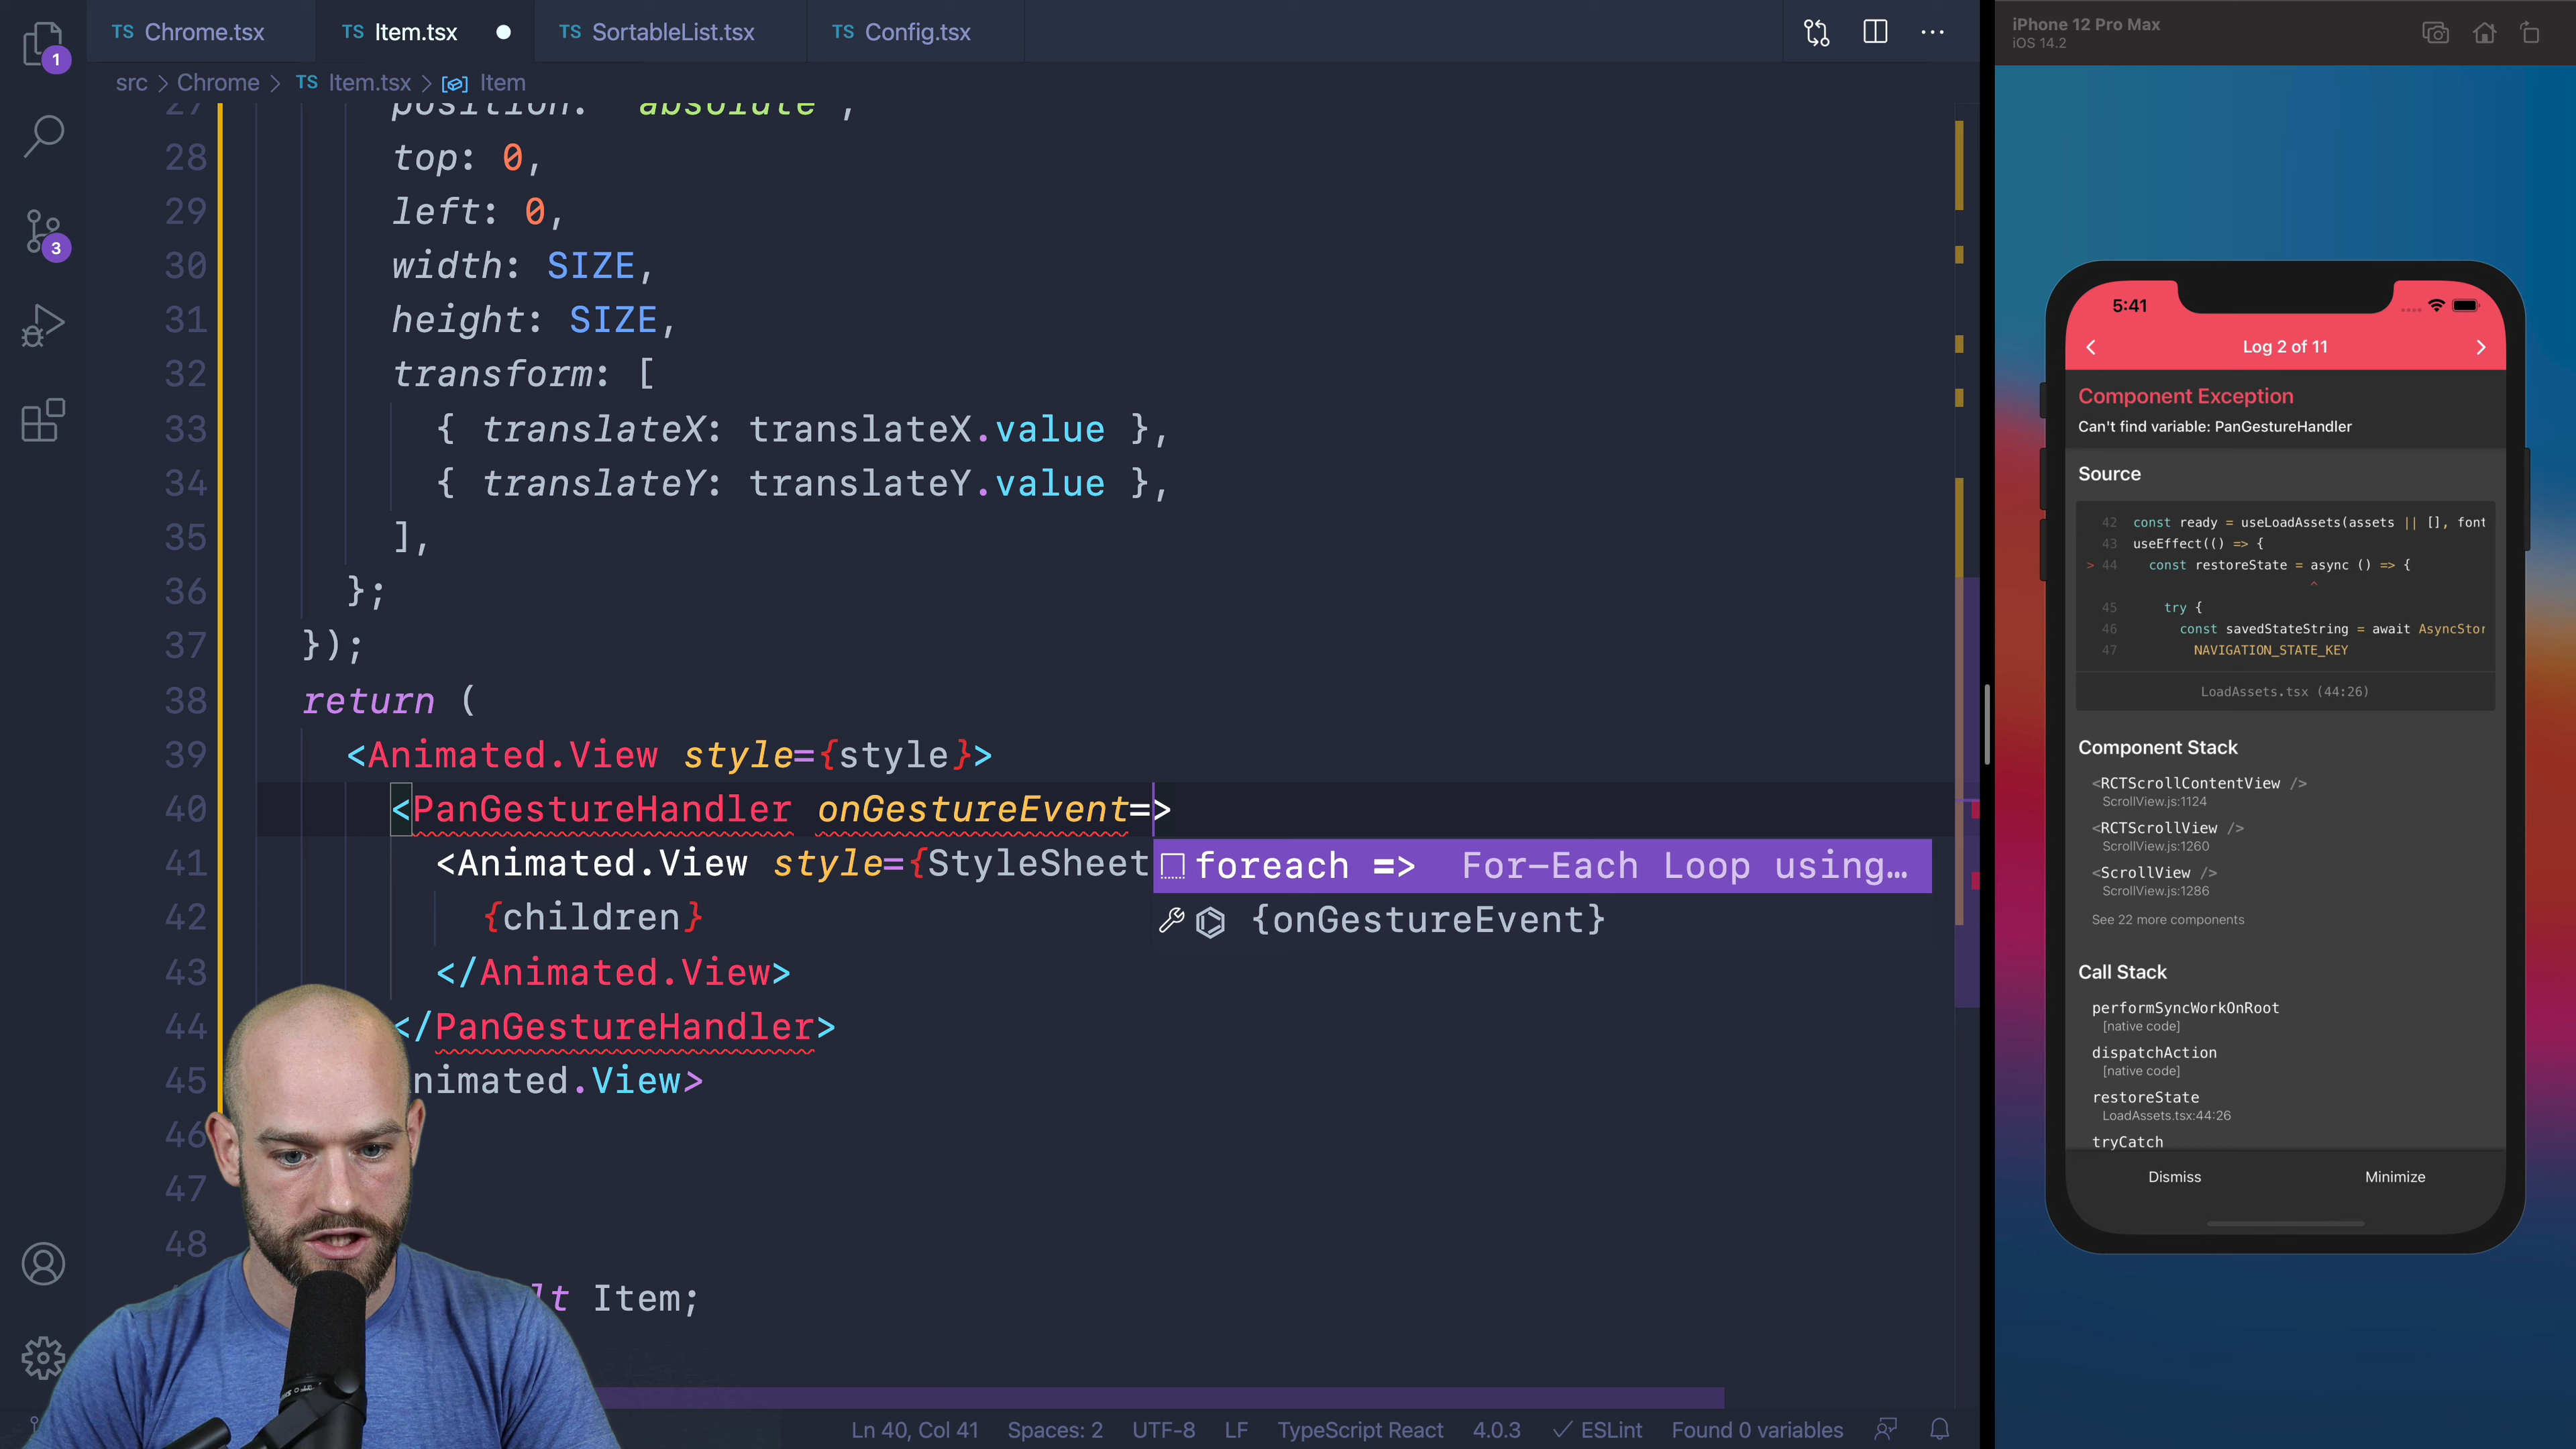 TS Chrome.tsx
TS Item.tsx
TS SortableList.tsx
TS Config.tsx
1
3
src > Chrome > TS Item.tsx > Item
27 position: "absolute",
28 top: 0,
29 left: 0,
30 width: SIZE,
31 height: SIZE,
32 transform: [
33 { translateX: translateX.value },
34 { translateY: translateY.value },
35 ],
36 };
37 });
38 return (
39 <Animated.View style={style}>
40 <PanGestureHandler onGestureEvent=>
41 <Animated.View style={StyleSheet
foreach => For-Each Loop using…
42 {children}
{onGestureEvent}
43 </Animated.View>
44 </PanGestureHandler>
45 nimated.View>
46
47
48
lt Item;
Ln 40, Col 41 Spaces: 2 UTF-8 LF TypeScript React 4.0.3 ESLint Found 0 variables
iPhone 12 Pro Max
iOS 14.2
5:41
Log 2 of 11
Component Exception
Can't find variable: PanGestureHandler
Source
42 const ready = useLoadAssets(assets || [], font
43 useEffect(() => {
> 44 const restoreState = async () => {
^
45 try {
46 const savedStateString = await AsyncStor
47 NAVIGATION_STATE_KEY
LoadAssets.tsx (44:26)
Component Stack
<RCTScrollContentView />
ScrollView.js:1124
<RCTScrollView />
ScrollView.js:1260
<ScrollView />
ScrollView.js:1286
See 22 more components
Call Stack
performSyncWorkOnRoot
[native code]
dispatchAction
[native code]
restoreState
LoadAssets.tsx:44:26
tryCatch
Dismiss
Minimize